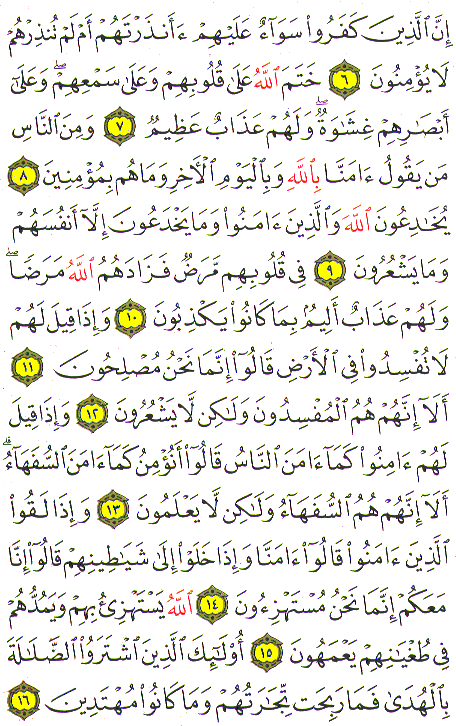 إِنَّ ٱلَّذِينَ كَفَرُواْ سَوَآءٌ عَلَيْهِمْ ءَأَنذَرْتَهُمْ أَمْ لَمْ تُنذِرْهُمْ
لَا يُؤْمِنُونَ ٦ خَتَمَ ٱللَّهُ عَلَىٰ قُلُوبِهِمْ وَعَلَىٰ سَمْعِهِمْۖ وَعَلَىٰٓ
أَبْصَٰرِهِمْ غِشَٰوَةٌۖ وَلَهُمْ عَذَابٌ عَظِيمٌ ٧ وَمِنَ ٱلنَّاسِ
مَن يَقُولُ ءَامَنَّا بِٱللَّهِ وَبِٱلْيَوْمِ ٱلْأَخِرِ وَمَا هُم بِمُؤْمِنِينَ ٨
يُخَٰدِعُونَ ٱللَّهَ وَٱلَّذِينَ ءَامَنُواْ وَمَا يَخْدَعُونَ إِلَّآ أَنفُسَهُمْ
وَمَا يَشْعُرُونَ ٩ فِى قُلُوبِهِم مَّرَضٌ فَزَادَهُمُ ٱللَّهُ مَرَضًاۖ
وَلَهُمْ عَذَابٌ أَلِيمٌۢ بِمَا كَانُواْ يَكْذِبُونَ ١٠ وَإِذَا قِيلَ لَهُمْ
لَا تُفْسِدُواْ فِى ٱلْأَرْضِ قَالُوٓاْ إِنَّمَا نَحْنُ مُصْلِحُونَ ١١
أَلَآ إِنَّهُمْ هُمُ ٱلْمُفْسِدُونَ وَلَٰكِن لَّا يَشْعُرُونَ ١٢ وَإِذَا قِيلَ
لَهُمْ ءَامِنُواْ كَمَآ ءَامَنَ ٱلنَّاسُ قَالُوٓاْ أَنُؤْمِنُ كَمَآ ءَامَنَ ٱلسُّفَهَآءُۗ
أَلَآ إِنَّهُمْ هُمُ ٱلسُّفَهَآءُ وَلَٰكِن لَّا يَعْلَمُونَ ١٣ وَإِذَا لَقُواْ
ٱلَّذِينَ ءَامَنُواْ قَالُوٓاْ ءَامَنَّا وَإِذَا خَلَوْاْ إِلَىٰ شَيَٰطِينِهِمْ قَالُوٓاْ إِنَّا
مَعَكُمْ إِنَّمَا نَحْنُ مُسْتَهْزِءُونَ ١٤ ٱللَّهُ يَسْتَهْزِئُ بِهِمْ وَيَمُدُّهُمْ
فِى طُغْيَٰنِهِمْ يَعْمَهُونَ ١٥ أُوْلَٰٓئِكَ ٱلَّذِينَ ٱشْتَرَوُاْ ٱلضَّلَٰلَةَ
بِٱلْهُدَىٰ فَمَا رَبِحَت تِّجَٰرَتُهُمْ وَمَا كَانُواْ مُهْتَدِينَ ١٦